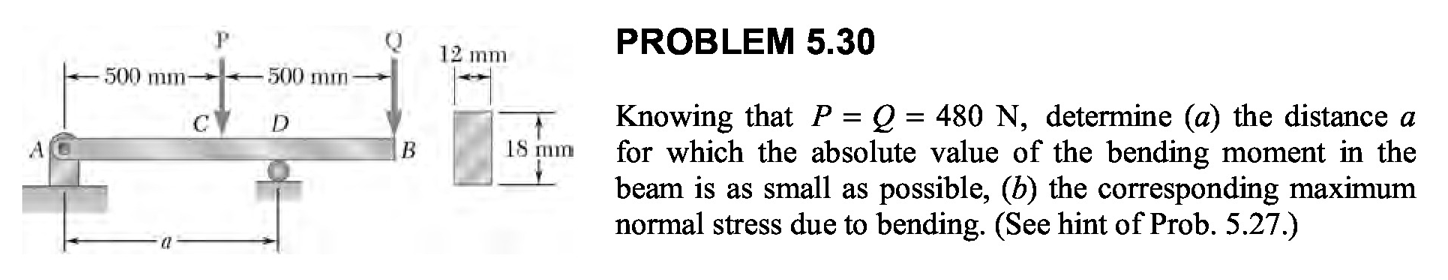 P
Q
12 mm
500 mm
500 mm
C
D
A
B
18 mm
a
PROBLEM 5.30
Knowing that P = Q = 480 N, determine (a) the distance a
for which the absolute value of the bending moment in the
beam is as small as possible, (b) the corresponding maximum
normal stress due to bending. (See hint of Prob. 5.27.)